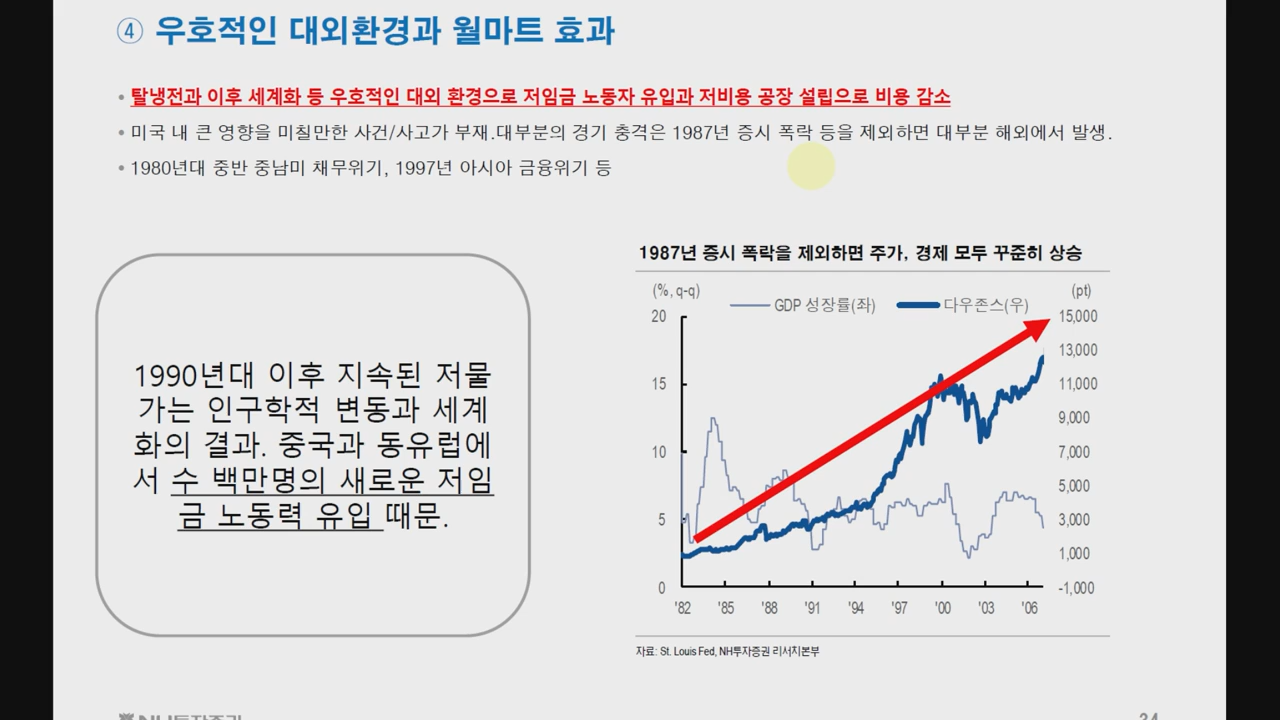 ④ 우호적인 대외환경과 월마트 효과
• 탈냉전과 이후 세계화 등 우호적인 대외 환경으로 저임금 노동자 유입과 저비용 공장 설립으로 비용 감소
• 미국 내 큰 영향을 미칠만한 사건/사고가 부재.대부분의 경기 충격은 1987년 증시 폭락 등을 제외하면 대부분 해외에서 발생.
• 1980년대 중반 중남미 채무위기, 1997년 아시아 금융위기 등
1990년대 이후 지속된 저물
가는 인구학적 변동과 세계
화의 결과. 중국과 동유럽에
서 수 백만명의 새로운 저임
금 노동력 유입 때문.
1987년 증시 폭락을 제외하면 주가, 경제 모두 꾸준히 상승
(%, q-q) (pt)
GDP 성장률(좌) 다우존스(우)
20 15,000
13,000
15 11,000
9,000
10 7,000
5,000
5 3,000
1,000
0 -1,000
'82 '85 '88 '91 '94 '97 '00 '03 '06
자료: St. Louis Fed, NH투자증권 리서치본부
NH투자증권
34